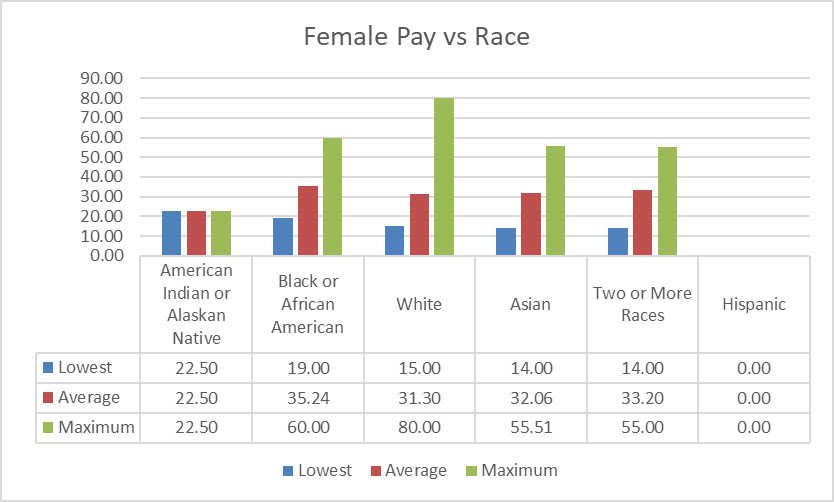 Female Pay vs Race
90.00
80.00
70.00
60.00
50.00
40.00
30.00
20.00
10.00
0.00
American Indian or Alaskan Native Black or African American White Asian Two or More Races Hispanic
Lowest 22.50 19.00 15.00 14.00 14.00 0.00
Average 22.50 35.24 31.30 32.06 33.20 0.00
Maximum 22.50 60.00 80.00 55.51 55.00 0.00
Lowest Average Maximum